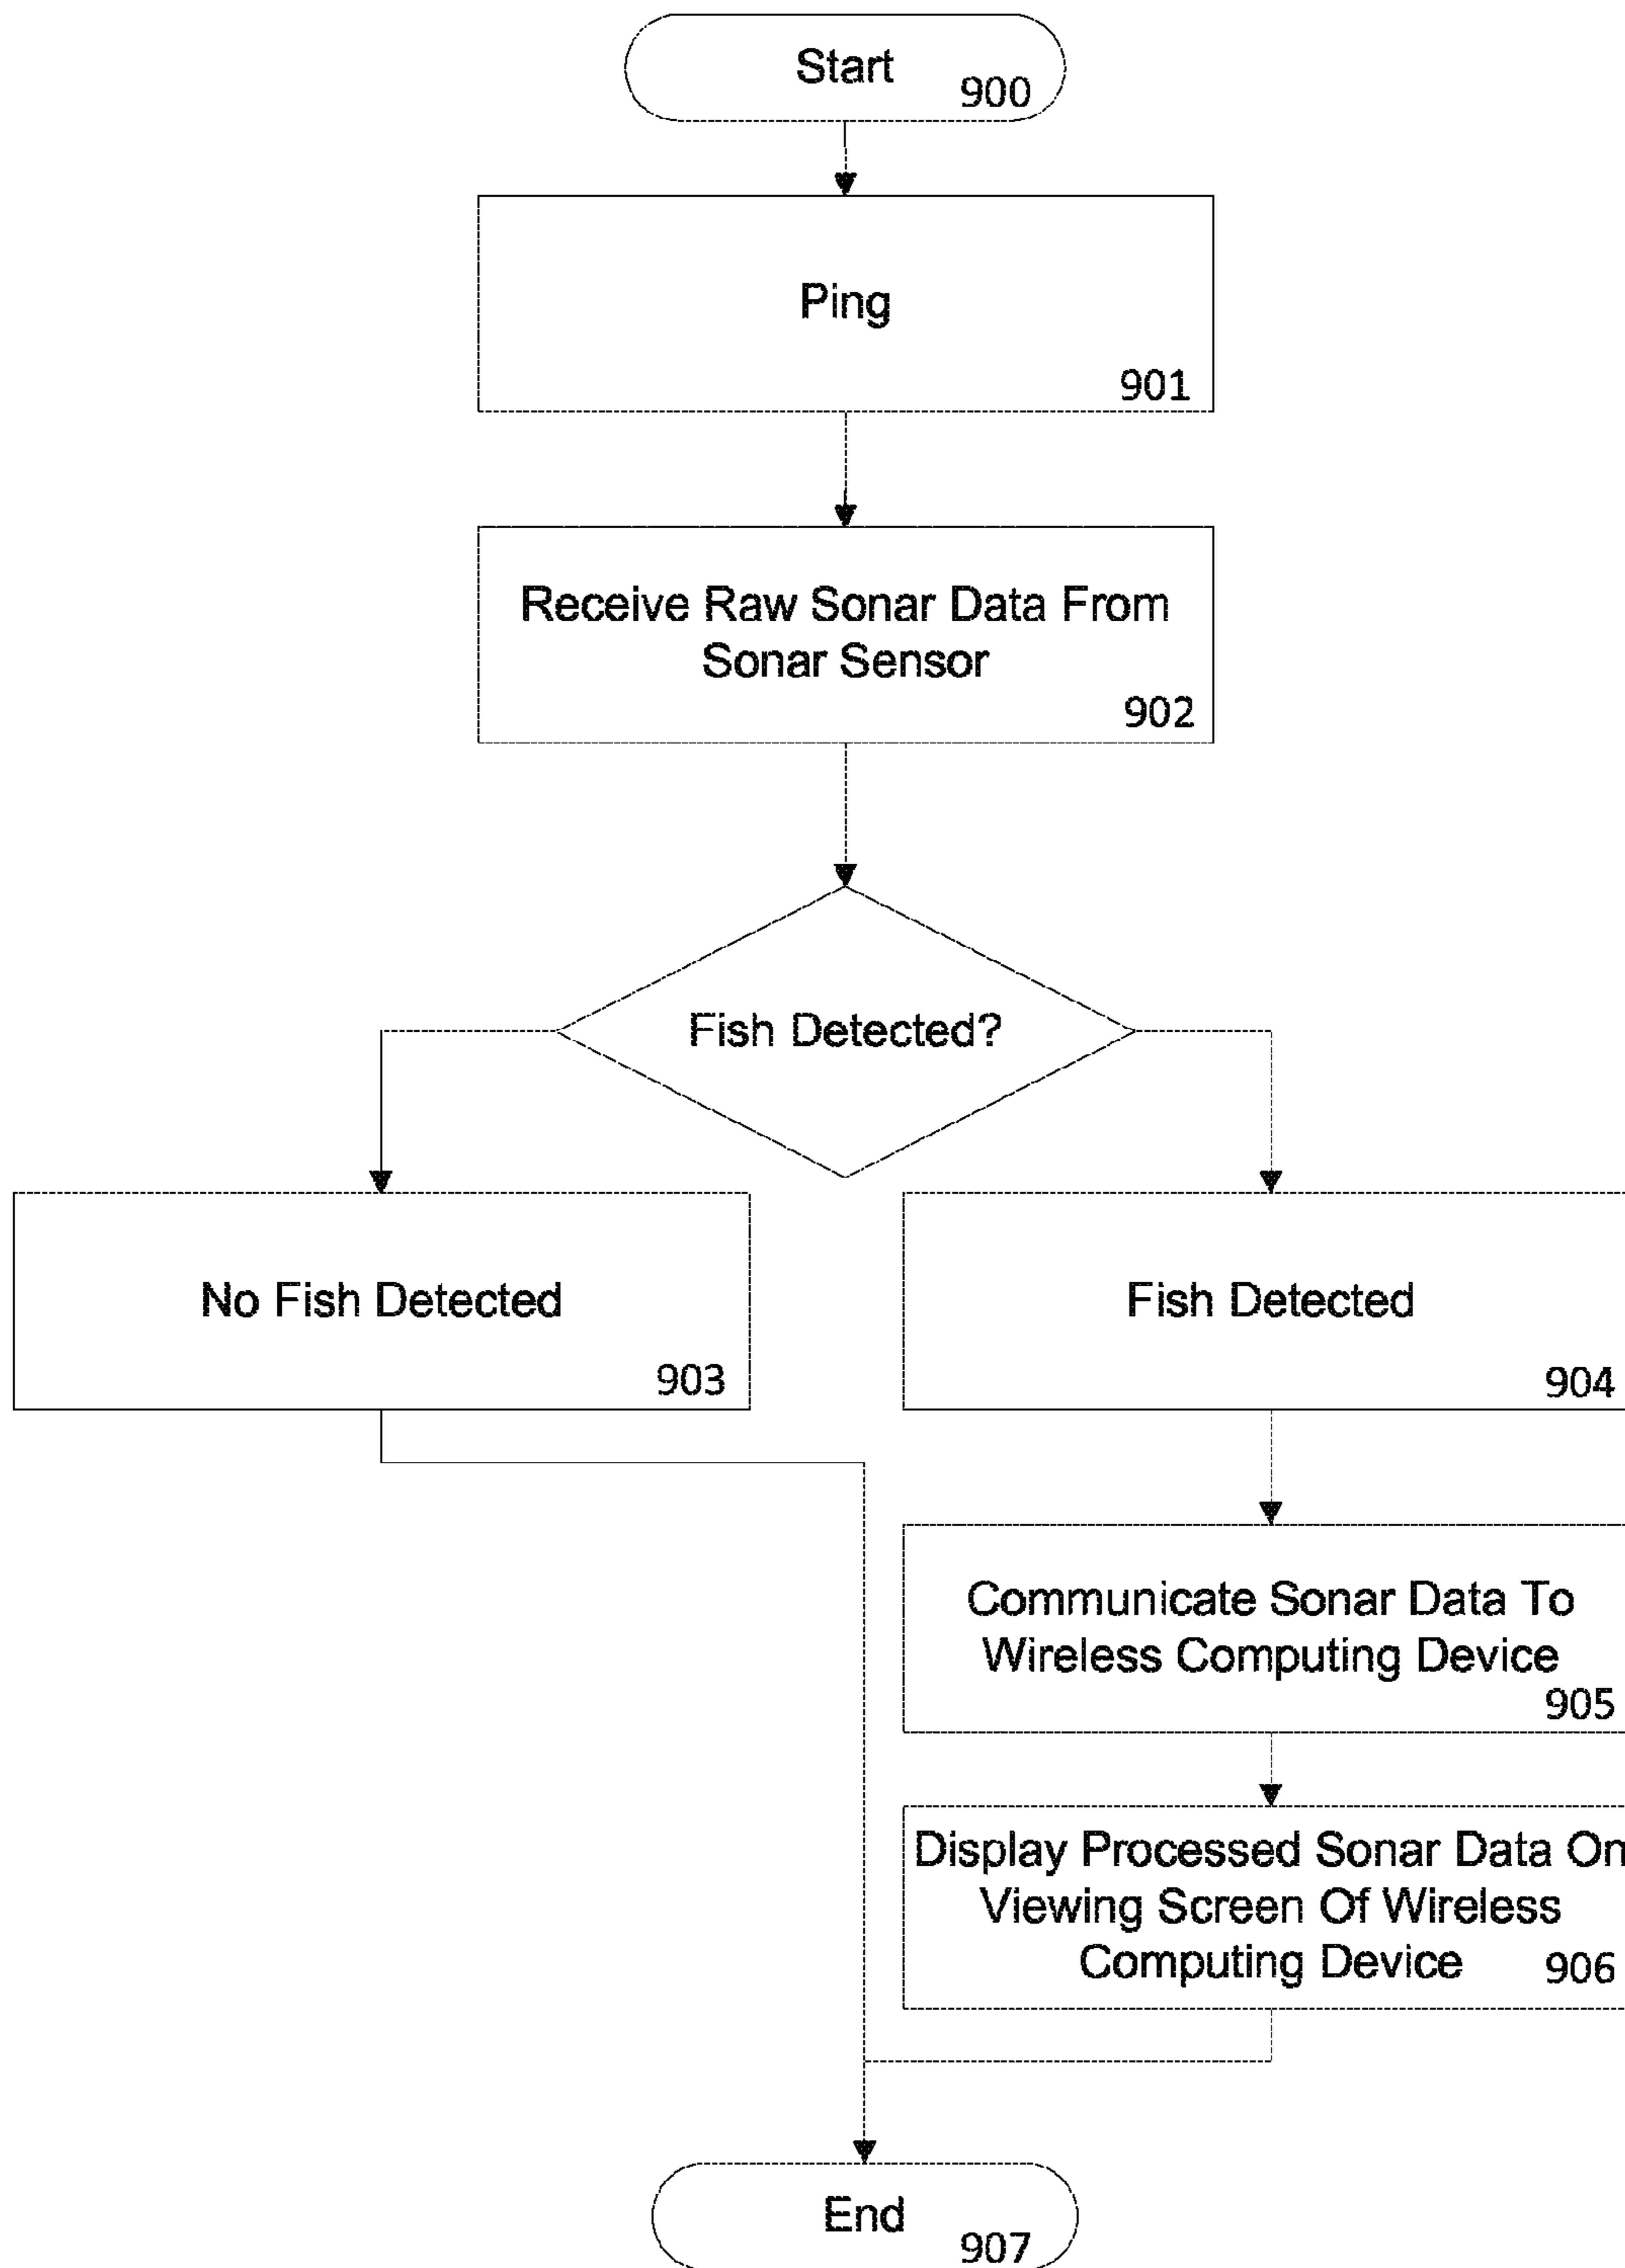 Start
900
Ping
901
Receive Raw Sonar Data From
Sonar Sensor
902
Fish Detected?
No Fish Detected
903
Fish Detected
904
Communicate Sonar Data To
Wireless Computing Device
905
Display Processed Sonar Data On
Viewing Screen Of Wireless
Computing Device
906
End
907